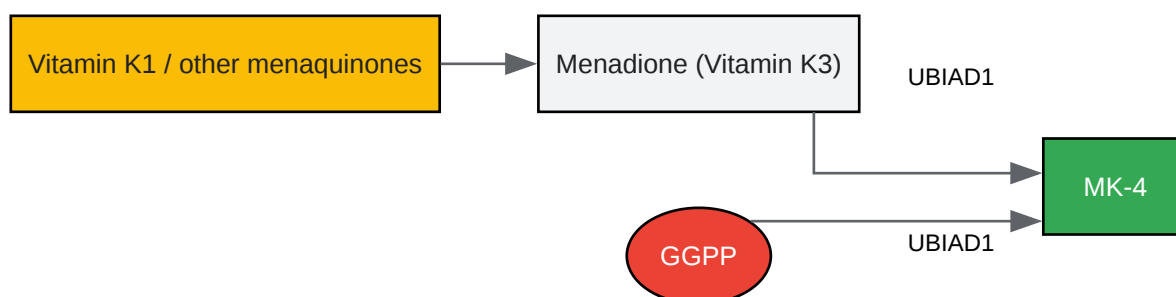 Vitamin K1 / other menaquinones
Menadione (Vitamin K3)
UBIAD1
MK-4
GGPP
UBIAD1